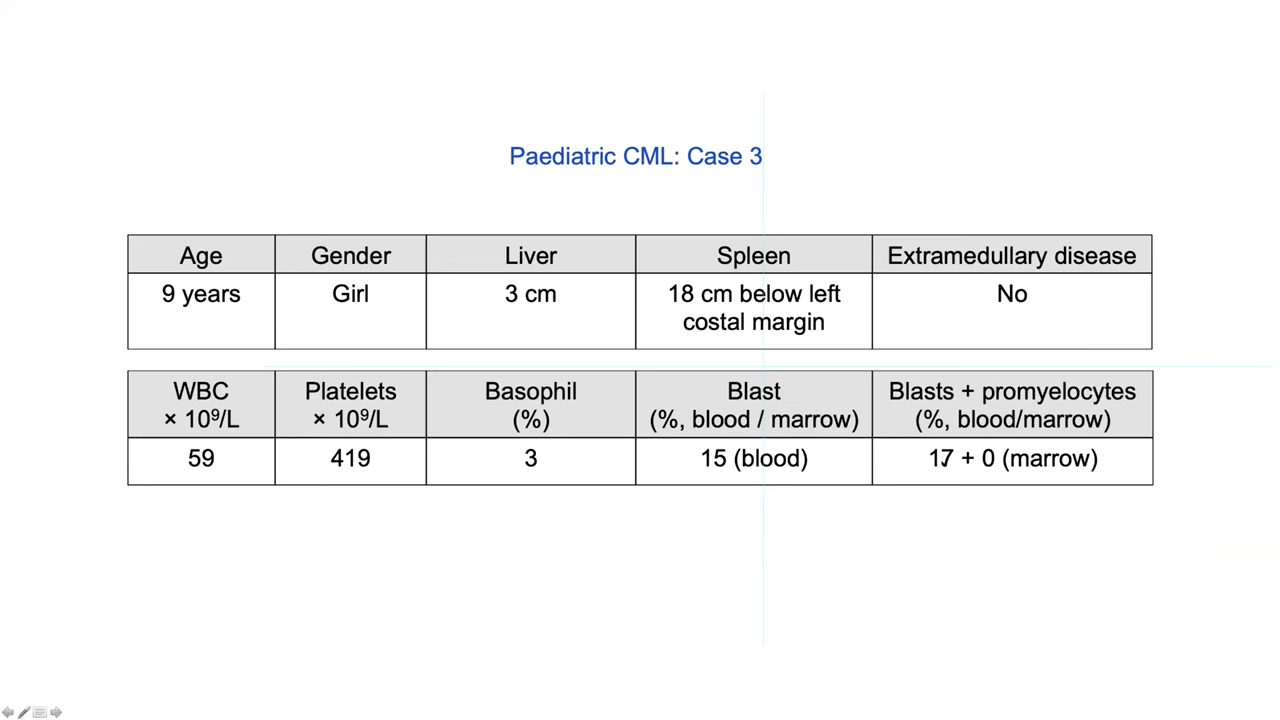 Paediatric CML: Case 3
Age Gender Liver Spleen Extramedullary disease
9 years Girl 3 cm 18 cm below left No
costal margin
WBC Platelets Basophil Blast Blasts + promyelocytes
× 10⁹/L × 10⁹/L (%) (%, blood / marrow) (%, blood/marrow)
59 419 3 15 (blood) 17 + 0 (marrow)